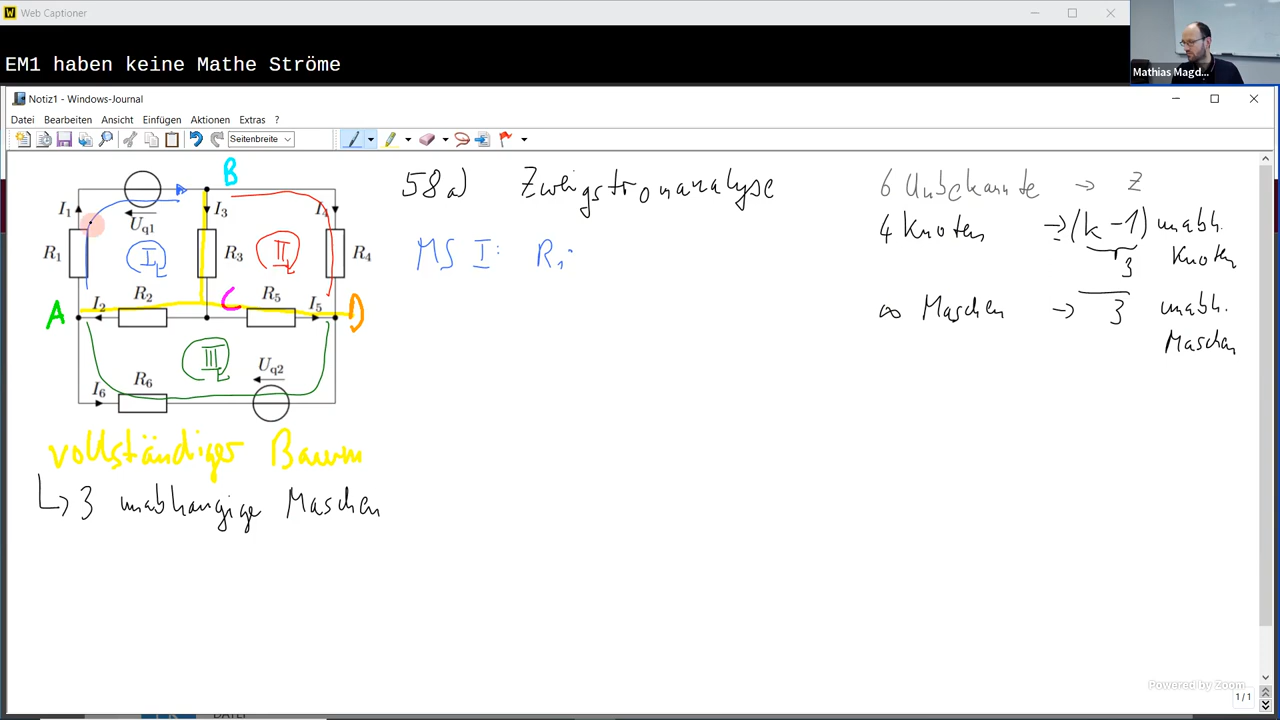 Web Captioner
EM1 haben keine Mathe Ströme
Mathias Magd...
Notiz1 - Windows-Journal
Datei Bearbeiten Ansicht Einfügen Aktionen Extras ?
Seitenbreite
58a) Zweigstromanalyse
MS I: Ri
6 Unbekannte → z
4 Knoten → (k-1) unabh. Knoten
3
∞ Maschen → 3 unabh. Maschen
B
I1
Uq1
I3
I4
R1
I
R3
II
R4
A
I2
R2
C
R5
I5
D
III
I6
R6
Uq2
vollständiger Baum
↳ 3 unabhängige Maschen
Powered by Zoom
1/1